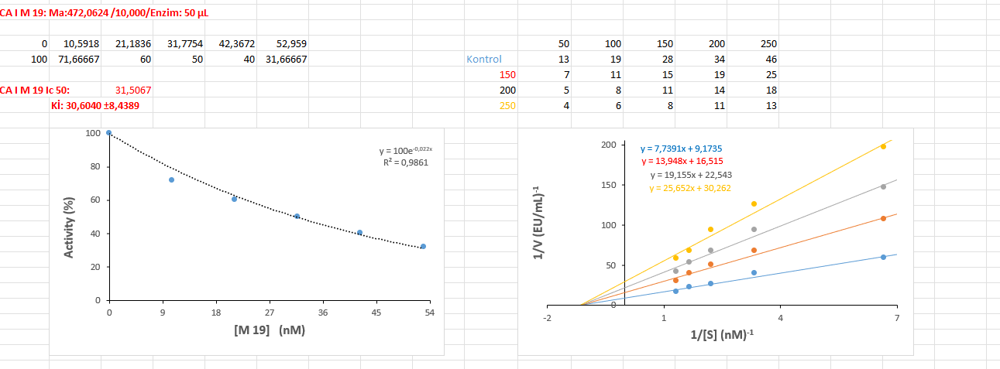 CA I M 19: Ma:472,0624 /10,000/Enzim: 50 µL
0 10,5918 21,1836 31,7754 42,3672 52,959
100 71,66667 60 50 40 31,66667
CA I M 19 Ic 50: 31,5067
Kİ: 30,6040 ±8,4389
50 100 150 200 250
Kontrol 13 19 28 34 46
150 7 11 15 19 25
200 5 8 11 14 18
250 4 6 8 11 13
y = 100e^-0,022x
R² = 0,9861
Activity (%)
100
80
60
40
20
0
0 9 18 27 36 45 54
[M 19] (nM)
y = 7,7391x + 9,1735
y = 13,948x + 16,515
y = 19,155x + 22,543
y = 25,652x + 30,262
1/V (EU/mL)⁻¹
200
150
100
50
0
-2 1 4 7
1/[S] (nM)⁻¹